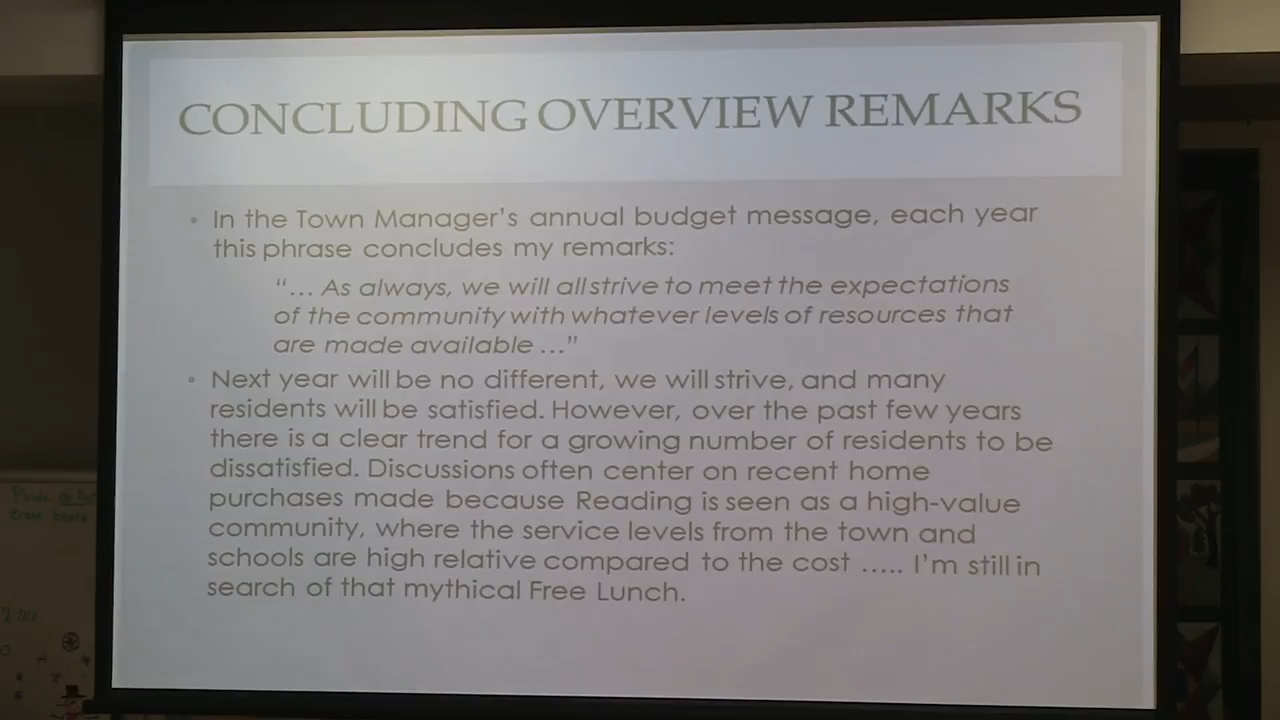 CONCLUDING OVERVIEW REMARKS
• In the Town Manager's annual budget message, each year
this phrase concludes my remarks:
"... As always, we will all strive to meet the expectations
of the community with whatever levels of resources that
are made available ..."
• Next year will be no different, we will strive, and many
residents will be satisfied. However, over the past few years
there is a clear trend for a growing number of residents to be
dissatisfied. Discussions often center on recent home
purchases made because Reading is seen as a high-value
community, where the service levels from the town and
schools are high relative compared to the cost ..... I'm still in
search of that mythical Free Lunch.